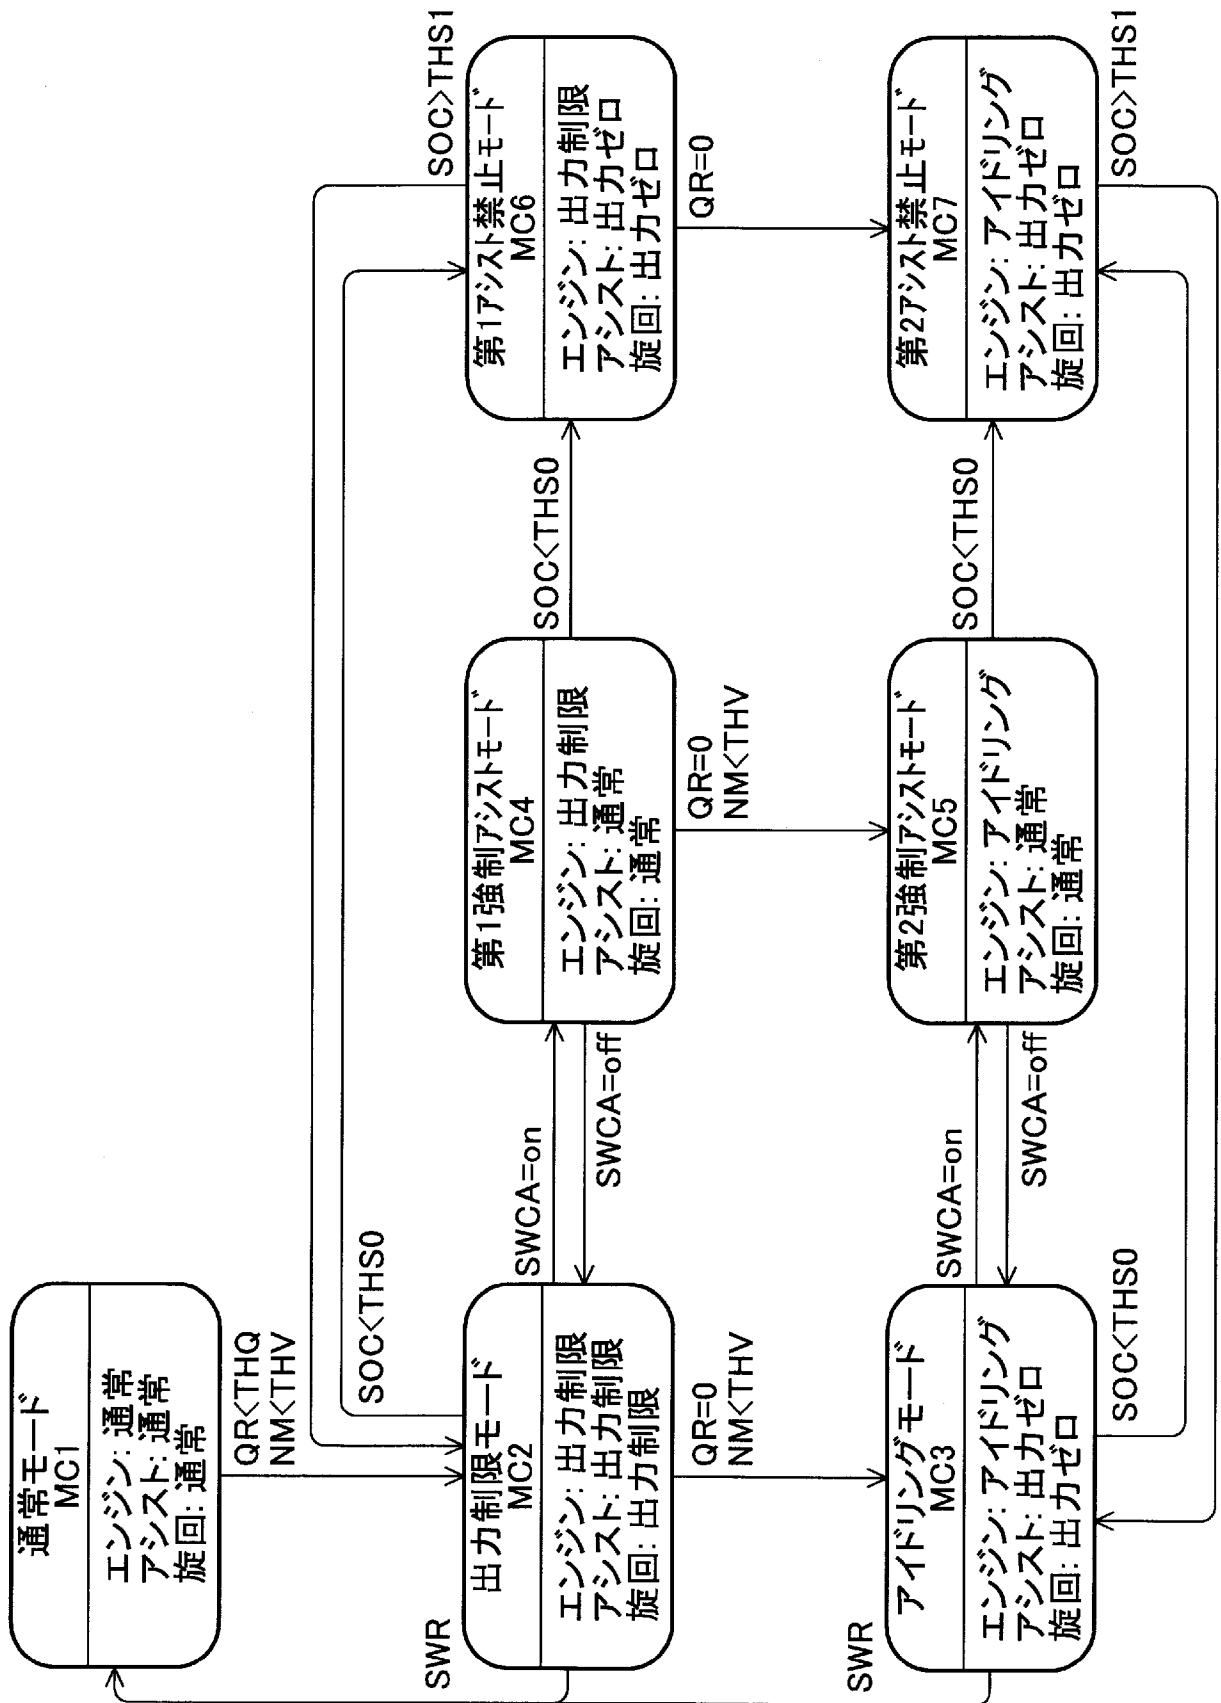 通常モード
MC1
エンジン: 通常
アシスト: 通常
旋回: 通常
QR<THQ
NM<THV
SOC<THS0
SOC>THS1
SWR
出力制限モード
MC2
エンジン: 出力制限
アシスト: 出力制限
旋回: 出力制限
SWCA=on
SWCA=off
第1強制アシストモード
MC4
エンジン: 出力制限
アシスト: 通常
旋回: 通常
SOC<THS0
第1アシスト禁止モード
MC6
エンジン: 出力制限
アシスト: 出力ゼロ
旋回: 出力ゼロ
QR=0
NM<THV
QR=0
NM<THV
QR=0
SWR
アイドリングモード
MC3
エンジン: アイドリング
アシスト: 出力ゼロ
旋回: 出力ゼロ
SWCA=on
SWCA=off
第2強制アシストモード
MC5
エンジン: アイドリング
アシスト: 通常
旋回: 通常
SOC<THS0
第2アシスト禁止モード
MC7
エンジン: アイドリング
アシスト: 出力ゼロ
旋回: 出力ゼロ
SOC<THS0
SOC>THS1